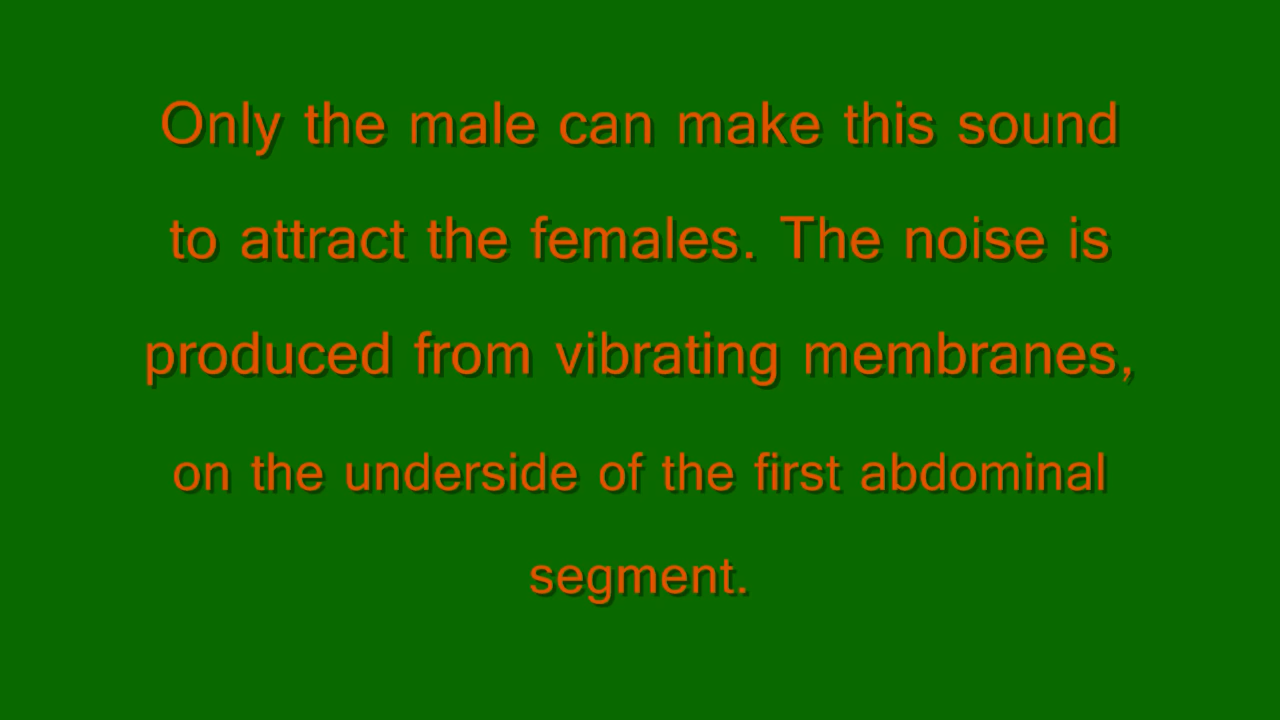 Only the male can make this sound
to attract the females. The noise is
produced from vibrating membranes,
on the underside of the first abdominal
segment.